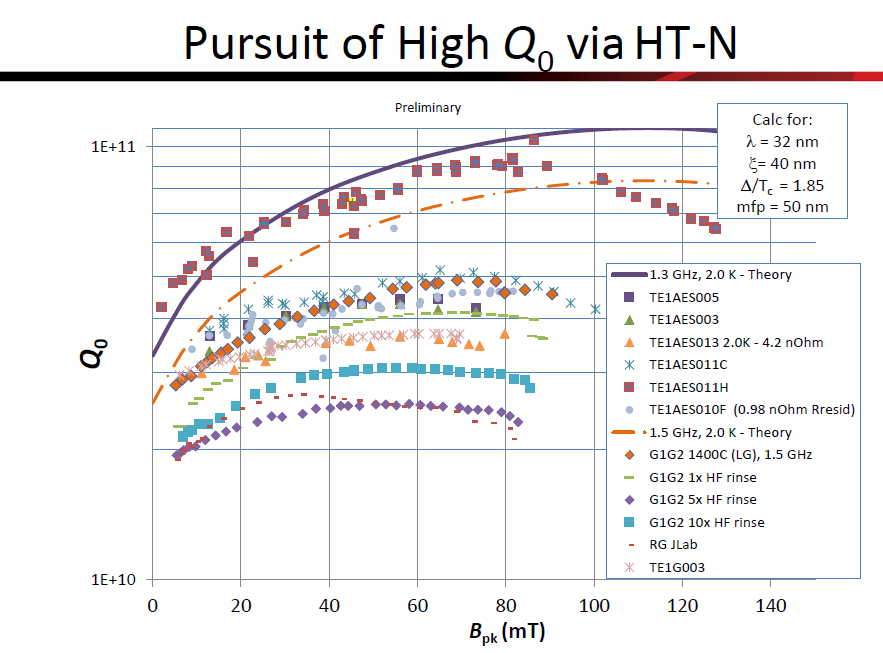 Pursuit of High Q0 via HT-N
Preliminary
1E+11
1E+10
Q0
0 20 40 60 80 100 120 140
Bpk (mT)
Calc for:
λ = 32 nm
ξ= 40 nm
Δ/Tc = 1.85
mfp = 50 nm
1.3 GHz, 2.0 K - Theory
TE1AES005
TE1AES003
TE1AES013 2.0K - 4.2 nOhm
TE1AES011C
TE1AES011H
TE1AES010F (0.98 nOhm Rresid)
1.5 GHz, 2.0 K - Theory
G1G2 1400C (LG), 1.5 GHz
G1G2 1x HF rinse
G1G2 5x HF rinse
G1G2 10x HF rinse
RG JLab
TE1G003